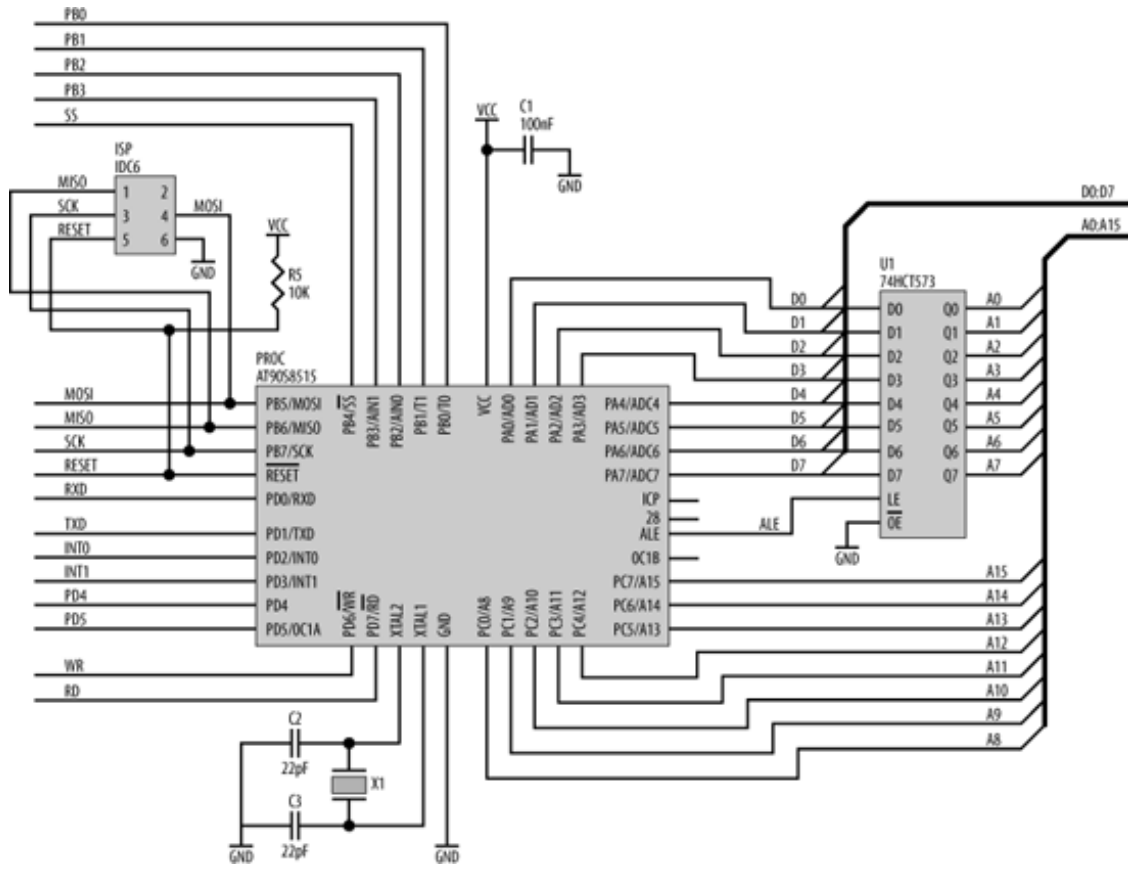 PB0
PB1
PB2
PB3
SS
ISP
IDC6
MISO
SCK
RESET
1 2
3 4
5 6
MOSI
GND
VCC
R5
10K
VCC
C1
100nF
GND
D0:D7
A0:A15
U1
74HCT573
D0
D1
D2
D3
D4
D5
D6
D7
D0 Q0
D1 Q1
D2 Q2
D3 Q3
D4 Q4
D5 Q5
D6 Q6
D7 Q7
LE
OE
A0
A1
A2
A3
A4
A5
A6
A7
ALE
GND
PROC
AT90S8515
MOSI
MISO
SCK
RESET
RXD
TXD
INT0
INT1
PD4
PD5
WR
RD
PB5/MOSI
PB6/MISO
PB7/SCK
RESET
PD0/RXD
PD1/TXD
PD2/INT0
PD3/INT1
PD4
PD5/OC1A
PB4/SS
PB3/AIN1
PB2/AIN0
PB1/T1
PB0/T0
VCC
PA0/AD0
PA1/AD1
PA2/AD2
PA3/AD3
PA4/ADC4
PA5/ADC5
PA6/ADC6
PA7/ADC7
ICP
28
ALE
OC1B
PC7/A15
PC6/A14
PC5/A13
PD6/WR
PD7/RD
XTAL2
XTAL1
GND
PC0/A8
PC1/A9
PC2/A10
PC3/A11
PC4/A12
A15
A14
A13
A12
A11
A10
A9
A8
C2
22pF
X1
C3
22pF
GND
GND